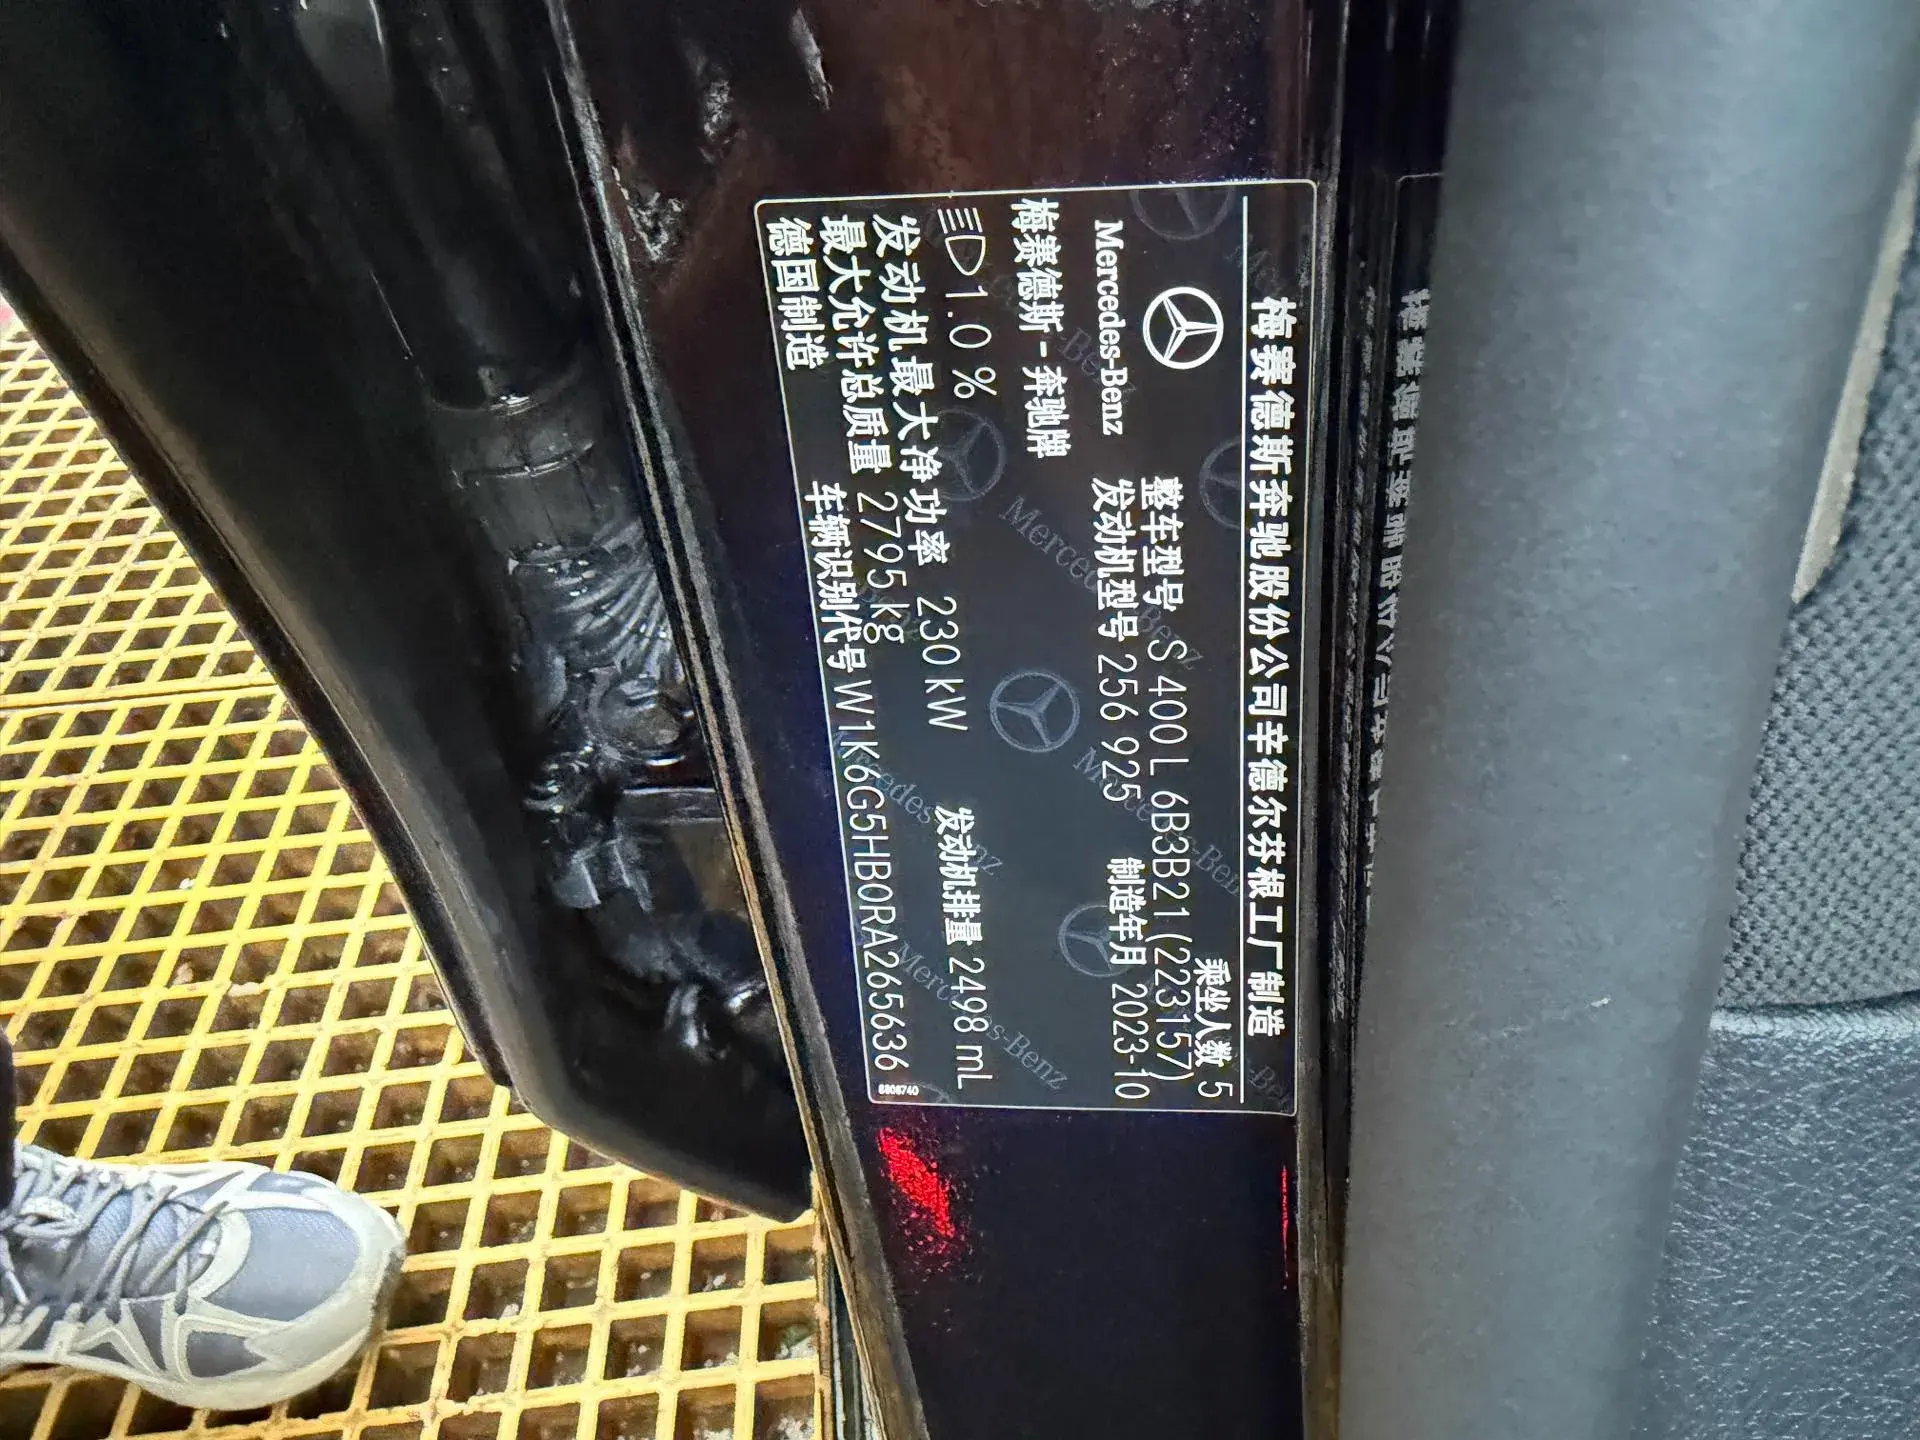 梅赛德斯奔驰股份公司辛德尔芬根工厂制造
乘坐人数 5
Mercedes-Benz
整车型号 S 400 L 6B3B21 (223157)
发动机型号 256 925
制造年月 2023-10
梅赛德斯-奔驰牌
1.0 %
发动机排量 2498 mL
发动机最大净功率 230 kW
最大允许总质量 2795 kg
德国制造
车辆识别代号 W1K6G5HB0RA265636